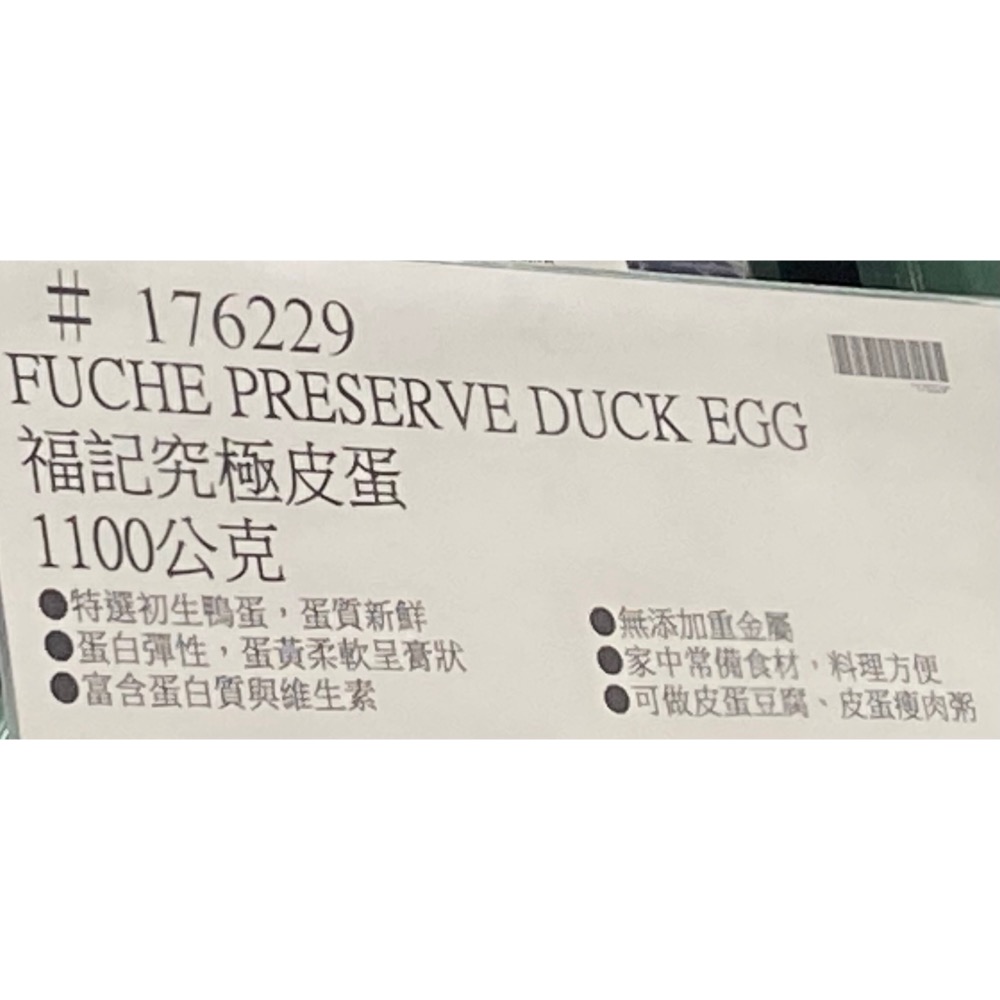 # 176229
FUCHE PRESERVE DUCK EGG
福記究極皮蛋
1100公克
●特選初生鴨蛋，蛋質新鮮
●蛋白彈性，蛋黃柔軟呈膏狀
●富含蛋白質與維生素
●無添加重金屬
●家中常備食材，料理方便
●可做皮蛋豆腐、皮蛋瘦肉粥